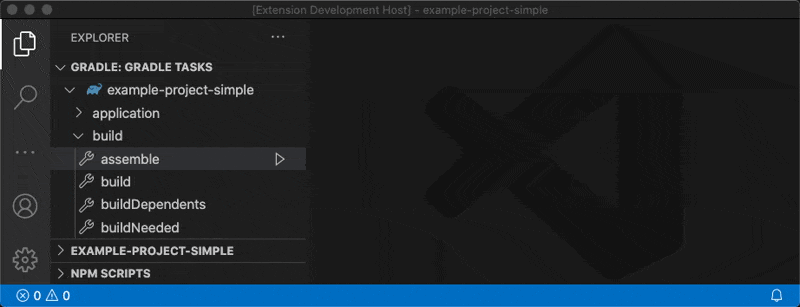 [Extension Development Host] - example-project-simple
EXPLORER
GRADLE: GRADLE TASKS
example-project-simple
application
build
assemble
build
buildDependents
buildNeeded
EXAMPLE-PROJECT-SIMPLE
NPM SCRIPTS
0 0